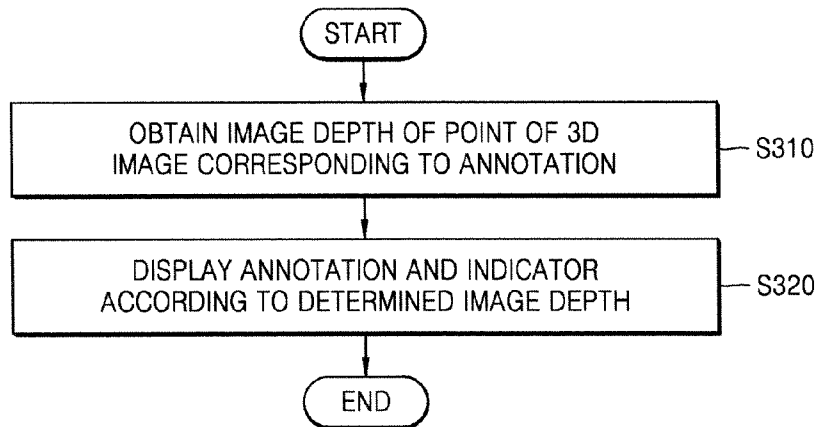 START
OBTAIN IMAGE DEPTH OF POINT OF 3D
IMAGE CORRESPONDING TO ANNOTATION
S310
DISPLAY ANNOTATION AND INDICATOR
ACCORDING TO DETERMINED IMAGE DEPTH
S320
END